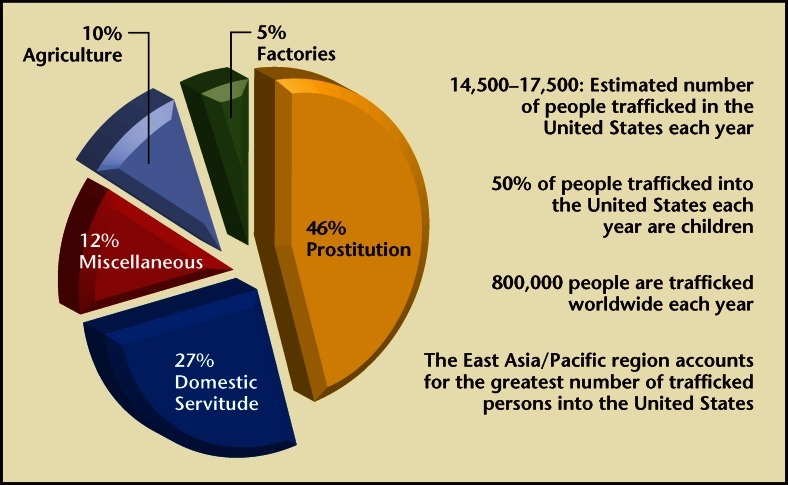 10%
Agriculture
5%
Factories
46%
Prostitution
12%
Miscellaneous
27%
Domestic
Servitude
14,500–17,500: Estimated number
of people trafficked in the
United States each year
50% of people trafficked into
the United States each
year are children
800,000 people are trafficked
worldwide each year
The East Asia/Pacific region accounts
for the greatest number of trafficked
persons into the United States